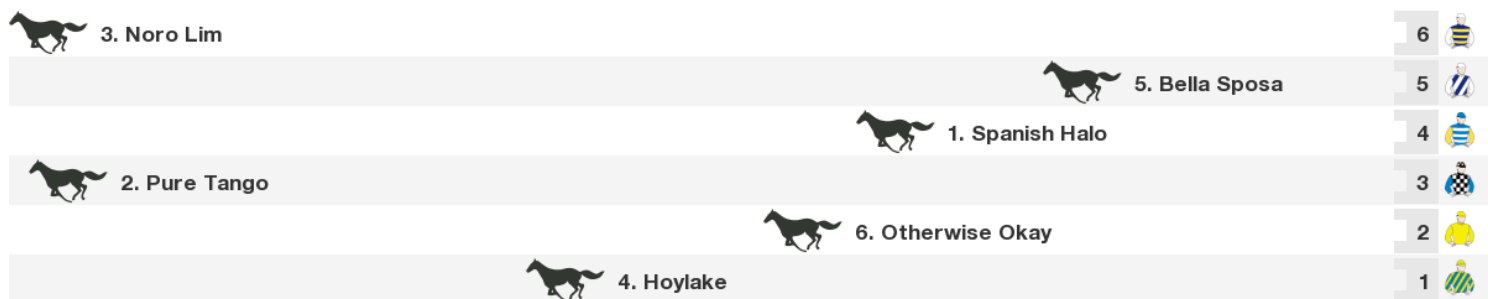 3. Noro Lim 6
5. Bella Sposa 5
1. Spanish Halo 4
2. Pure Tango 3
6. Otherwise Okay 2
4. Hoylake 1